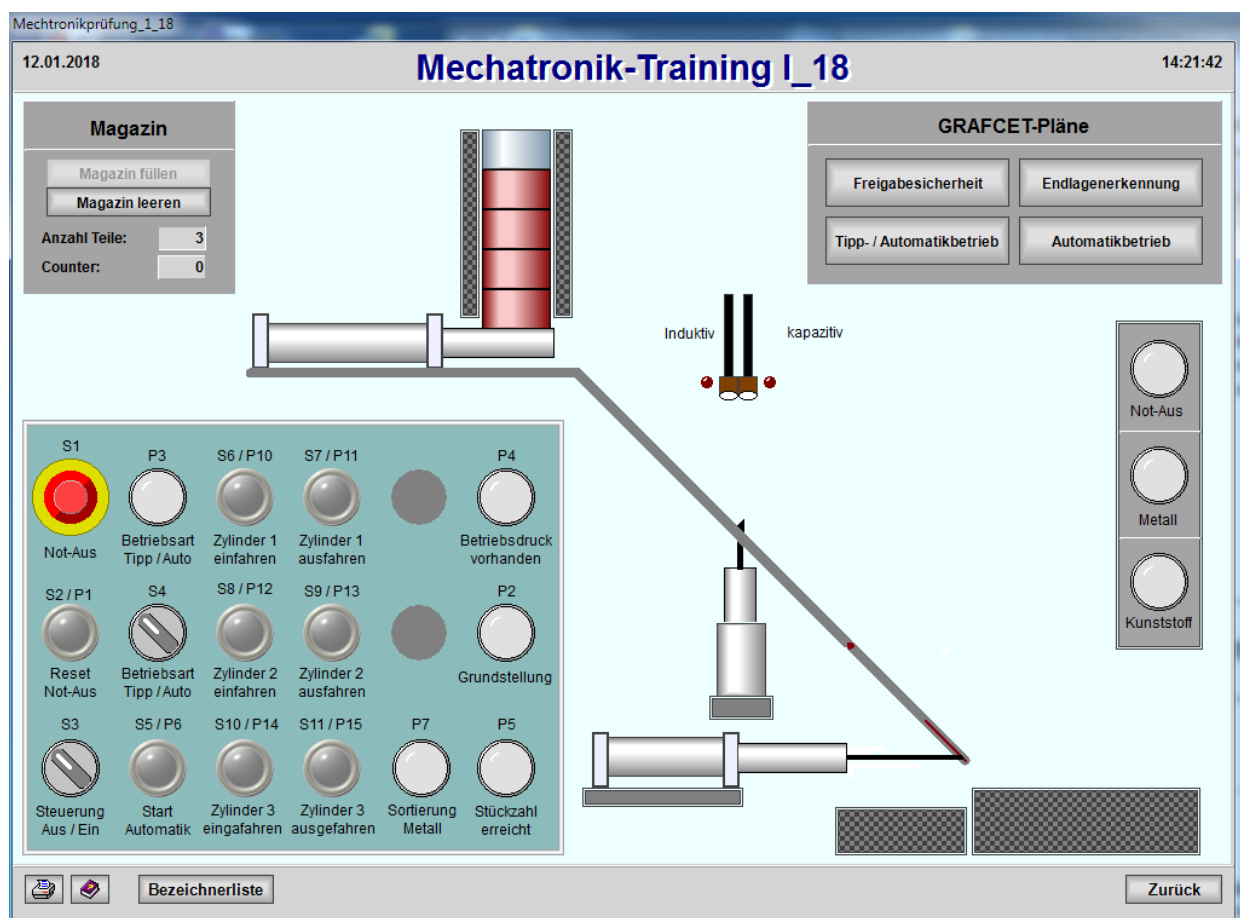 Mechtronikprüfung_1_18
12.01.2018
Mechatronik-Training I_18
14:21:42
Magazin
Magazin füllen
Magazin leeren
Anzahl Teile: 3
Counter: 0
GRAFCET-Pläne
Freigabesicherheit
Endlagenerkennung
Tipp- / Automatikbetrieb
Automatikbetrieb
Induktiv
kapazitiv
Not-Aus
Metall
Kunststoff
S1
P3
S6 / P10
S7 / P11
P4
Not-Aus
Betriebsart
Tipp / Auto
Zylinder 1
einfahren
Zylinder 1
ausfahren
Betriebsdruck
vorhanden
S2 / P1
S4
S8 / P12
S9 / P13
P2
Reset
Not-Aus
Betriebsart
Tipp / Auto
Zylinder 2
einfahren
Zylinder 2
ausfahren
Grundstellung
S3
S5 / P6
S10 / P14
S11 / P15
P7
P5
Steuerung
Aus / Ein
Start
Automatik
Zylinder 3
eingafahren
Zylinder 3
ausgefahren
Sortierung
Metall
Stückzahl
erreicht
Bezeichnerliste
Zurück